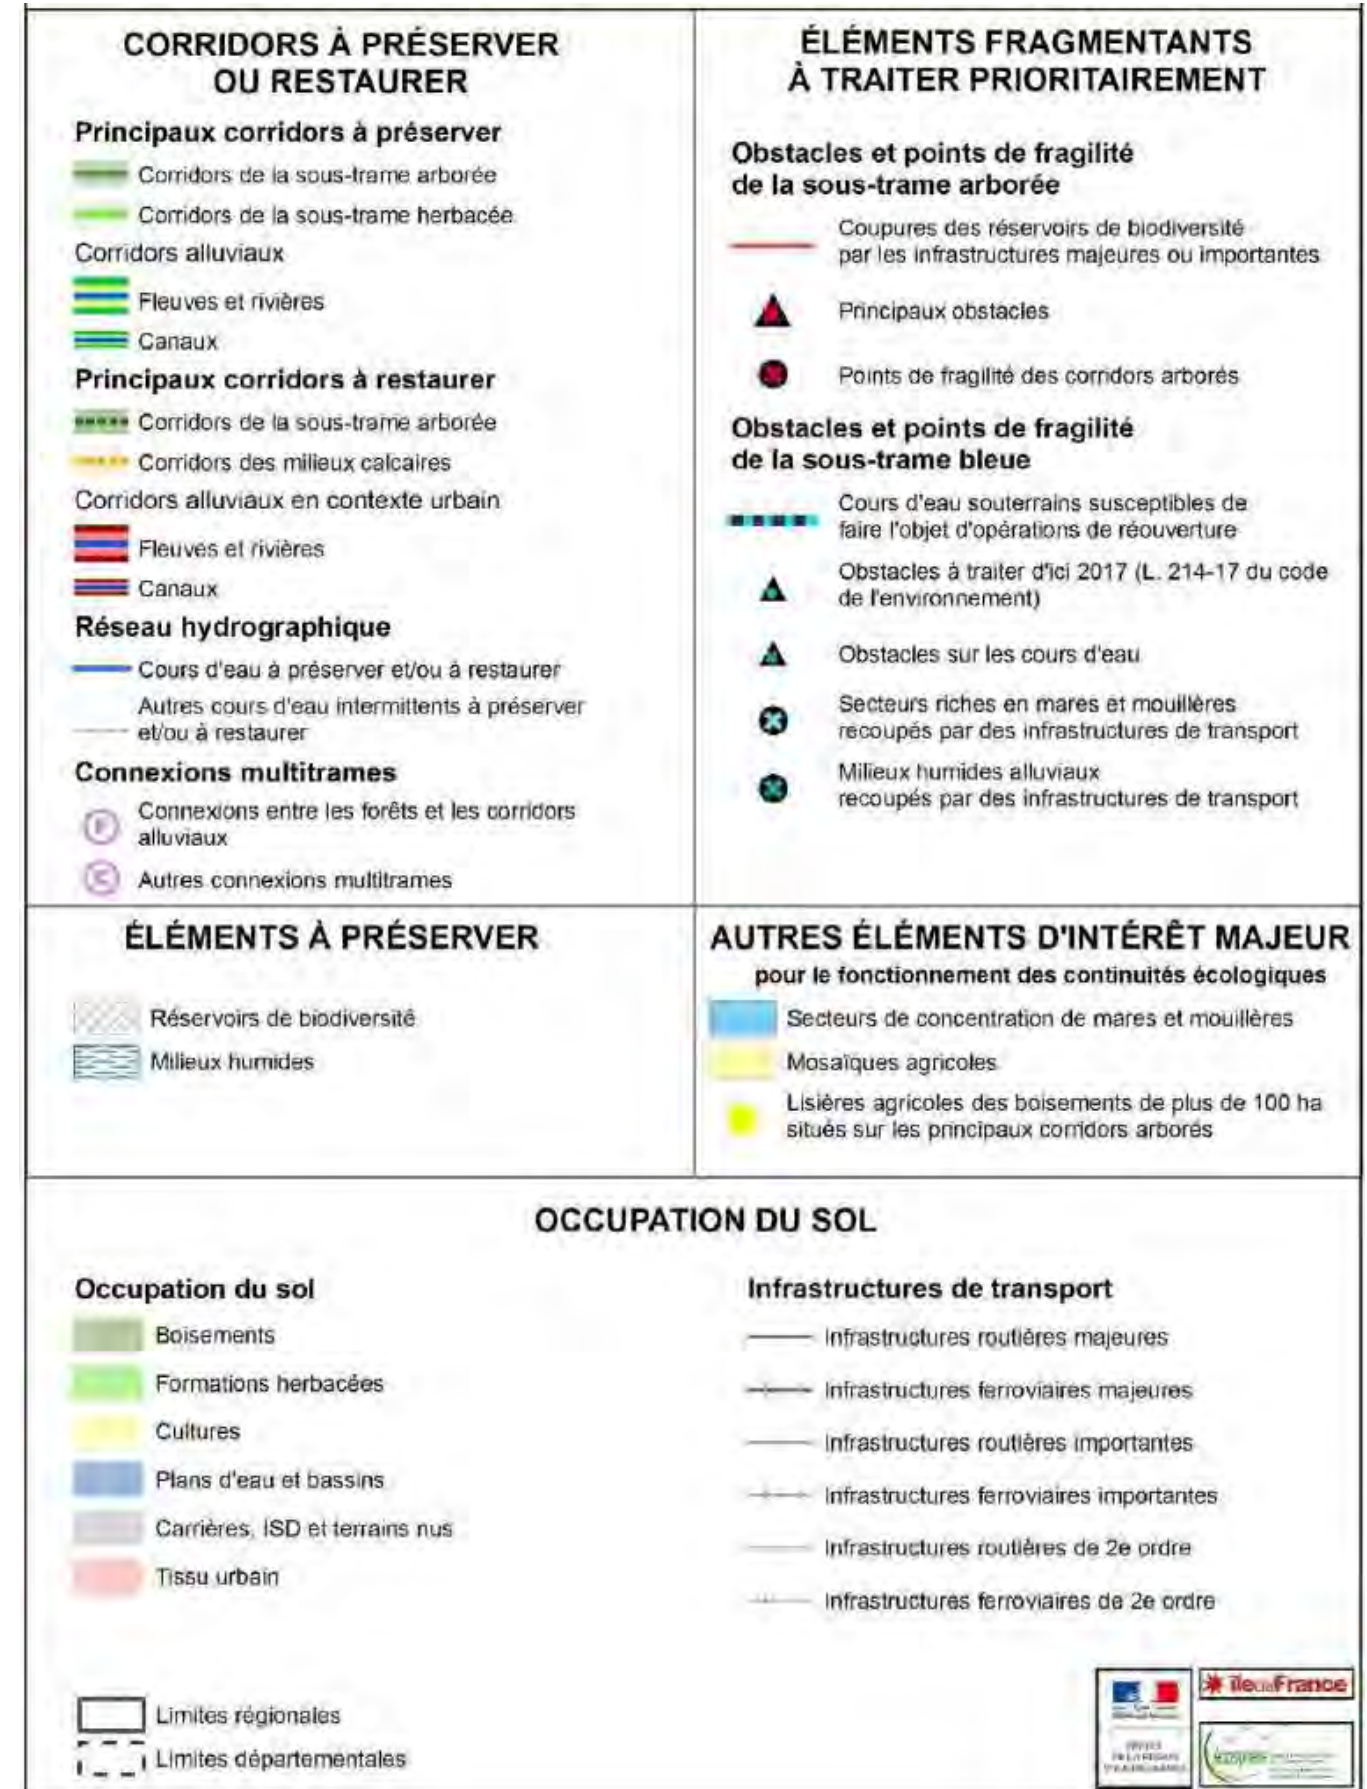 CORRIDORS À PRÉSERVER
OU RESTAURER
Principaux corridors à préserver
Corridors de la sous-trame arborée
Corridors de la sous-trame herbacée
Corridors alluviaux
Fleuves et rivières
Canaux
Principaux corridors à restaurer
Corridors de la sous-trame arborée
Corridors des milieux calcaires
Corridors alluviaux en contexte urbain
Fleuves et rivières
Canaux
Réseau hydrographique
Cours d'eau à préserver et/ou à restaurer
Autres cours d'eau intermittents à préserver
et/ou à restaurer
Connexions multitrames
F
Connexions entre les forêts et les corridors
alluviaux
C
Autres connexions multitrames
ÉLÉMENTS FRAGMENTANTS
À TRAITER PRIORITAIREMENT
Obstacles et points de fragilité
de la sous-trame arborée
Coupures des réservoirs de biodiversité
par les infrastructures majeures ou importantes
Principaux obstacles
Points de fragilité des corridors arborés
Obstacles et points de fragilité
de la sous-trame bleue
Cours d'eau souterrains susceptibles de
faire l'objet d'opérations de réouverture
Obstacles à traiter d'ici 2017 (L. 214-17 du code
de l'environnement)
Obstacles sur les cours d'eau
Secteurs riches en mares et mouillères
recoupés par des infrastructures de transport
Milieux humides alluviaux
recoupés par des infrastructures de transport
ÉLÉMENTS À PRÉSERVER
Réservoirs de biodiversité
Milieux humides
AUTRES ÉLÉMENTS D'INTÉRÊT MAJEUR
pour le fonctionnement des continuités écologiques
Secteurs de concentration de mares et mouillères
Mosaïques agricoles
Lisières agricoles des boisements de plus de 100 ha
situés sur les principaux corridors arborés
OCCUPATION DU SOL
Occupation du sol
Boisements
Formations herbacées
Cultures
Plans d'eau et bassins
Carrières, ISD et terrains nus
Tissu urbain
Infrastructures de transport
Infrastructures routières majeures
Infrastructures ferroviaires majeures
Infrastructures routières importantes
Infrastructures ferroviaires importantes
Infrastructures routières de 2e ordre
Infrastructures ferroviaires de 2e ordre
Limites régionales
Limites départementales
île de France